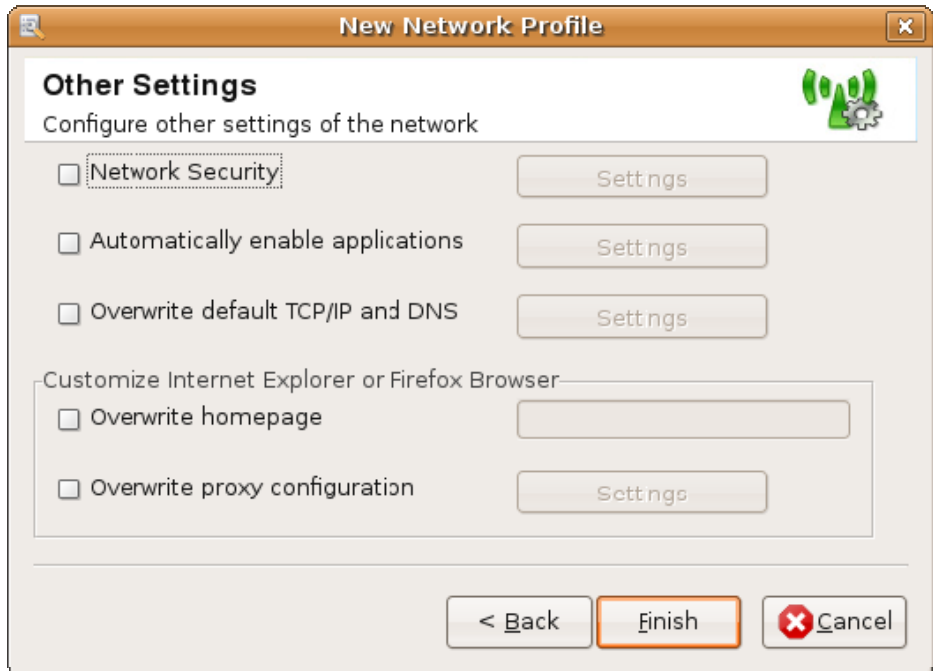 New Network Profile
Other Settings
Configure other settings of the network
Network Security
Settings
Automatically enable applications
Settings
Overwrite default TCP/IP and DNS
Settings
Customize Internet Explorer or Firefox Browser
Overwrite homepage
Overwrite proxy configuration
Settings
< Back
Finish
Cancel